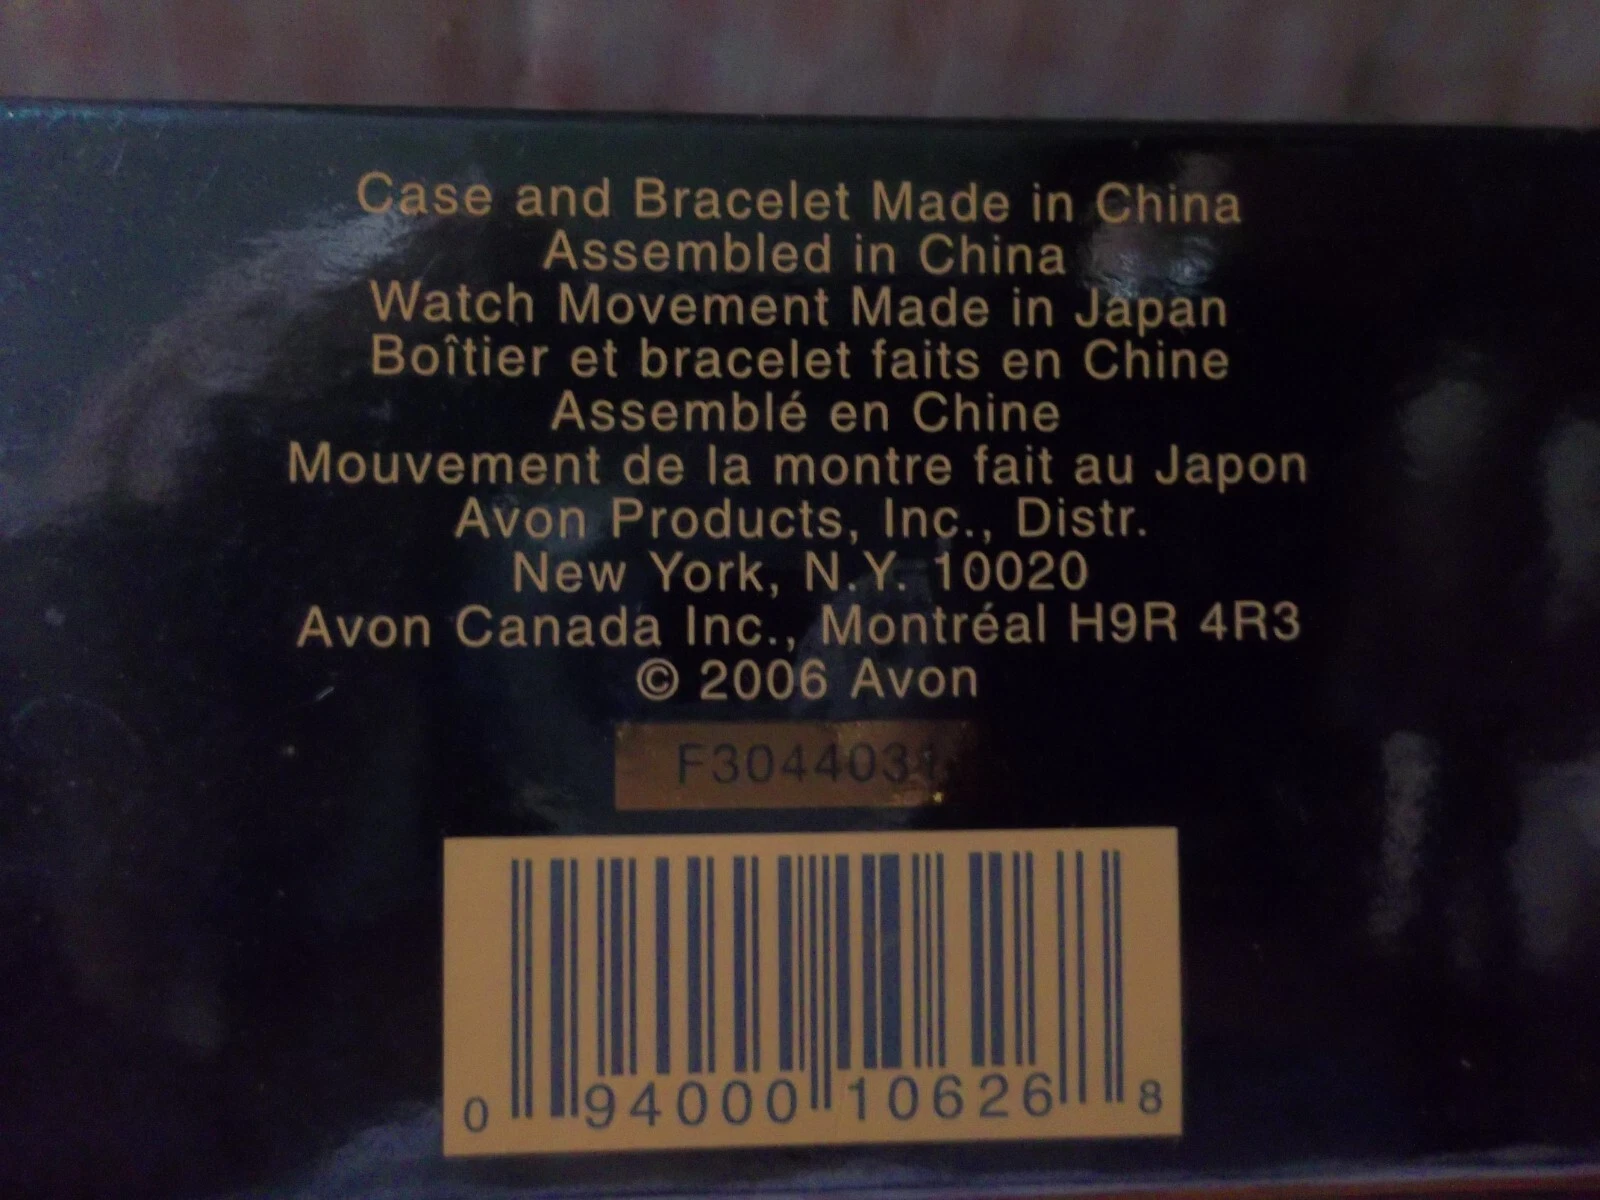 Case and Bracelet Made in China
Assembled in China
Watch Movement Made in Japan
Boîtier et bracelet faits en Chine
Assemblé en Chine
Mouvement de la montre fait au Japon
Avon Products, Inc., Distr.
New York, N.Y. 10020
Avon Canada Inc., Montréal H9R 4R3
© 2006 Avon
F3044031
0 94000 10626 8